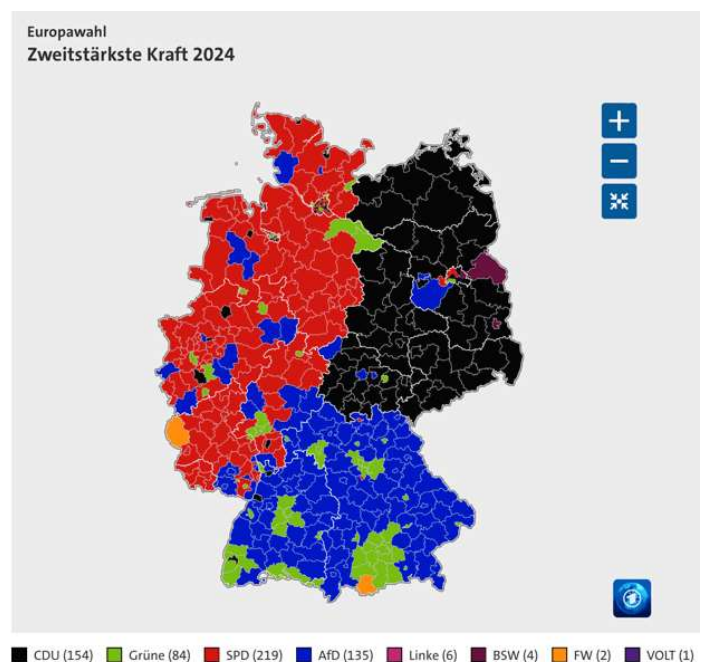 Europawahl
Zweitstärkste Kraft 2024
CDU (154) Grüne (84) SPD (219) AfD (135) Linke (6) BSW (4) FW (2) VOLT (1)